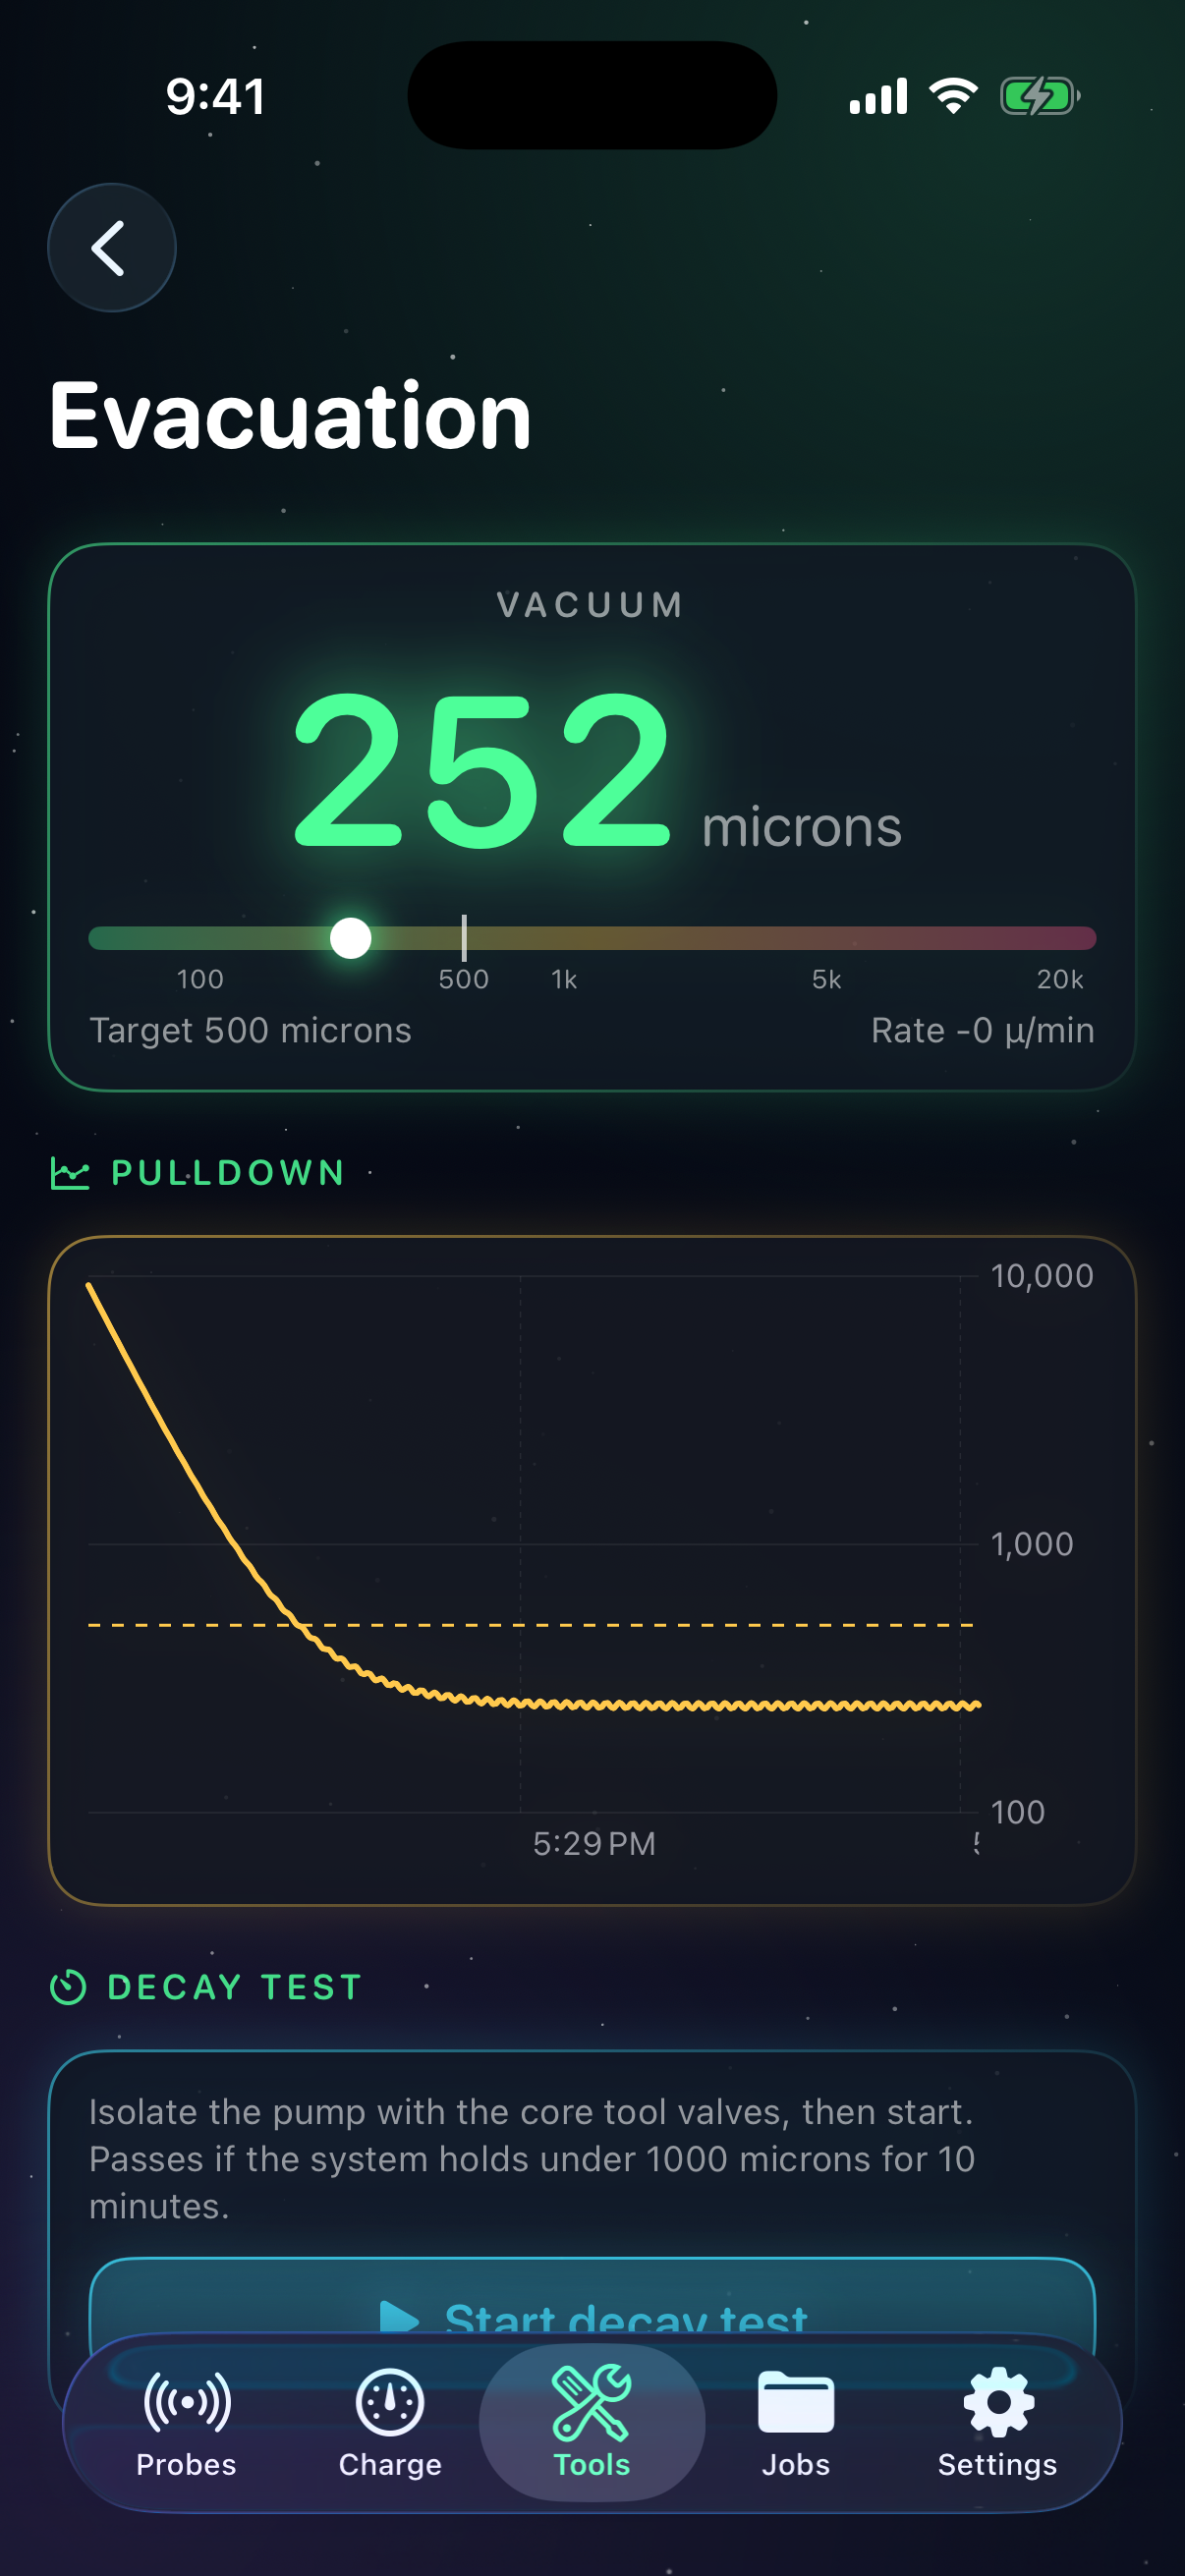 9:41
Evacuation
VACUUM
252 microns
100 500 1k 5k 20k
Target 500 microns Rate -0 µ/min
PULLDOWN
10,000
1,000
100
5:29 PM
DECAY TEST
Isolate the pump with the core tool valves, then start.
Passes if the system holds under 1000 microns for 10
minutes.
Start decay test
Probes Charge Tools Jobs Settings